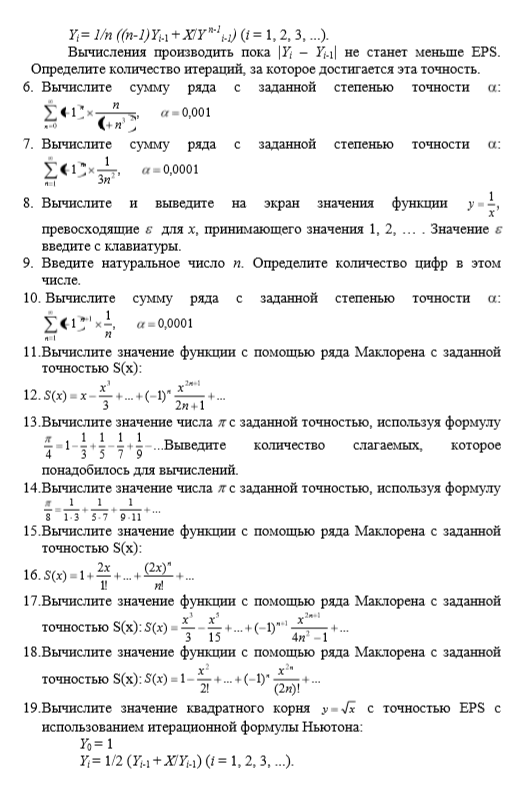 Yᵢ = 1/n ((n-1)Yᵢ₋₁ + X/Yⁿ⁻¹ᵢ₋₁) (i = 1, 2, 3, ...).
Вычисления производить пока |Yᵢ – Yᵢ₋₁| не станет меньше EPS.
Определите количество итераций, за которое достигается эта точность.
6. Вычислите сумму ряда с заданной степенью точности α:
α = 0,001
7. Вычислите сумму ряда с заданной степенью точности α:
α = 0,0001
8. Вычислите и выведите на экран значения функции y = 1/x,
превосходящие ε для x, принимающего значения 1, 2, ... . Значение ε
введите с клавиатуры.
9. Введите натуральное число n. Определите количество цифр в этом
числе.
10. Вычислите сумму ряда с заданной степенью точности α:
α = 0,0001
11.Вычислите значение функции с помощью ряда Маклорена с заданной
точностью S(x):
12. S(x) = x − x³/3 + ... + (−1)ⁿ x²ⁿ⁺¹/(2n+1) + ...
13.Вычислите значение числа π с заданной точностью, используя формулу
π/4 = 1 − 1/3 + 1/5 − 1/7 + 1/9 − ...Выведите количество слагаемых, которое
понадобилось для вычислений.
14.Вычислите значение числа π с заданной точностью, используя формулу
π/8 = 1/(1·3) + 1/(5·7) + 1/(9·11) + ...
15.Вычислите значение функции с помощью ряда Маклорена с заданной
точностью S(x):
16. S(x) = 1 + 2x/1! + ... + (2x)ⁿ/n! + ...
17.Вычислите значение функции с помощью ряда Маклорена с заданной
точностью S(x): S(x) = x³/3 − x⁵/15 + ... + (−1)ⁿ⁺¹ x²ⁿ⁺¹/(4n² − 1) + ...
18.Вычислите значение функции с помощью ряда Маклорена с заданной
точностью S(x): S(x) = 1 − x²/2! + ... + (−1)ⁿ x²ⁿ/(2n)! + ...
19.Вычислите значение квадратного корня y = √x с точностью EPS с
использованием итерационной формулы Ньютона:
Y₀ = 1
Yᵢ = 1/2 (Yᵢ₋₁ + X/Yᵢ₋₁) (i = 1, 2, 3, ...).